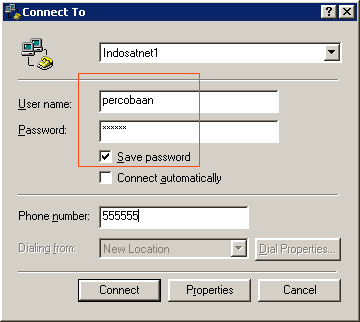 Connect To
Indosatnet1
User name: percobaan
Password: xxxxxx
Save password
Connect automatically
Phone number: 555555
Dialing from: New Location Dial Properties...
Connect Properties Cancel